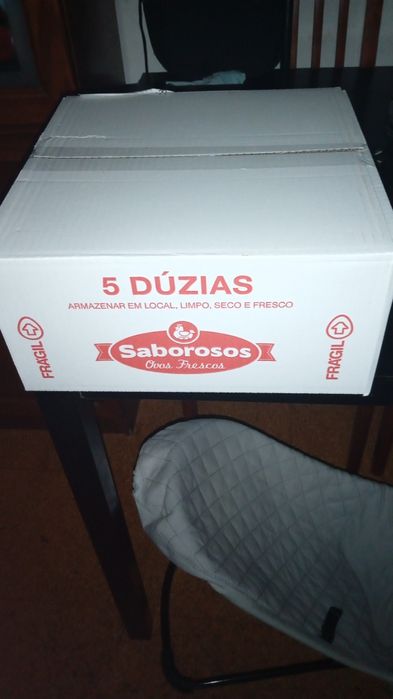 5 DÚZIAS
ARMAZENAR EM LOCAL, LIMPO, SECO E FRESCO
FRÁGIL
Saborosos
Ovos Frescos
FRÁGIL